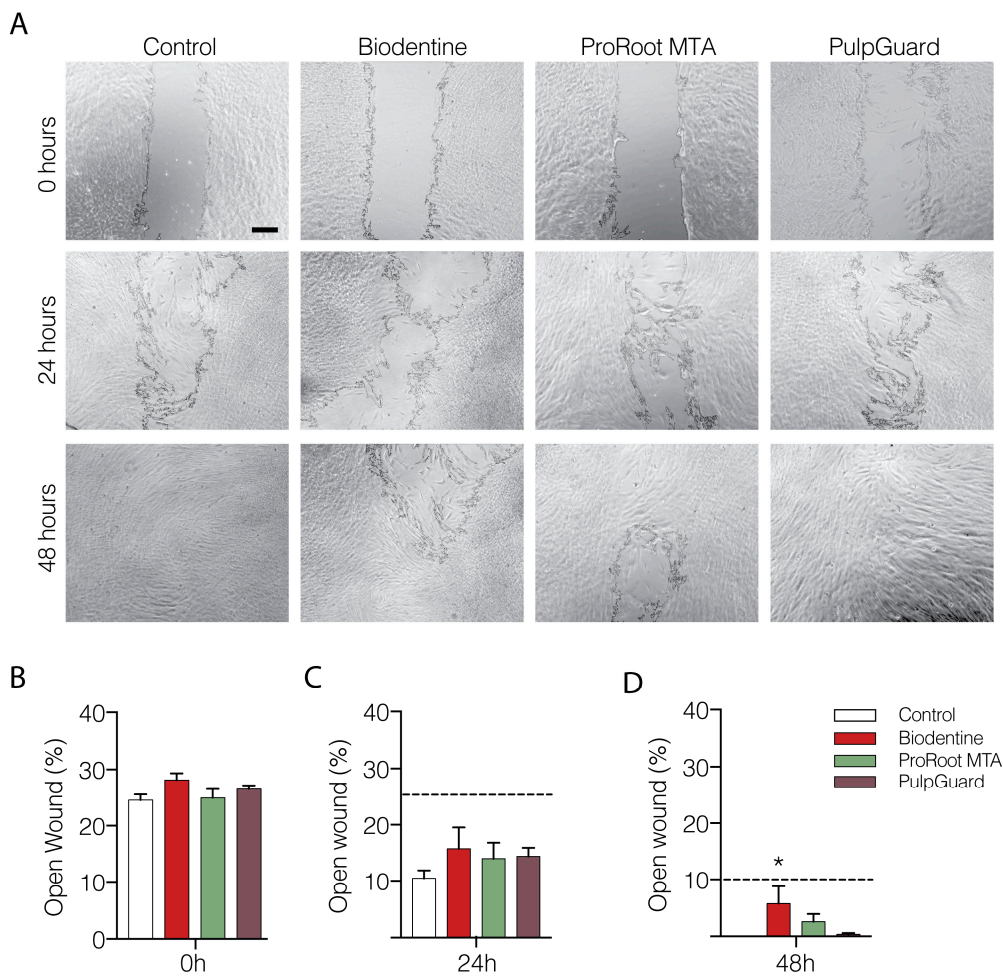 A
Control Biodentine ProRoot MTA PulpGuard
0 hours
24 hours
48 hours
B
Open Wound (%)
40
30
20
10
0
0h
C
Open wound (%)
40
30
20
10
24h
D
Open wound (%)
40
30
20
10
*
48h
Control
Biodentine
ProRoot MTA
PulpGuard